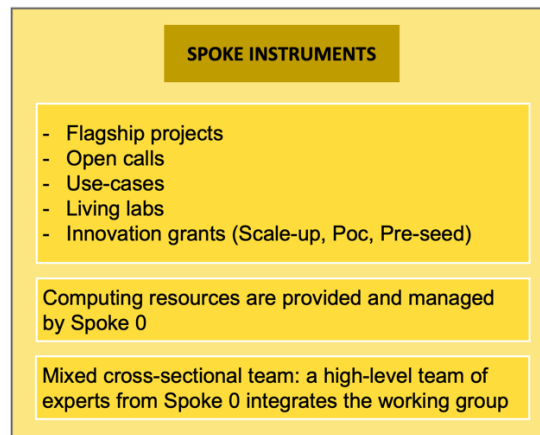 SPOKE INSTRUMENTS
- Flagship projects
- Open calls
- Use-cases
- Living labs
- Innovation grants (Scale-up, Poc, Pre-seed)
Computing resources are provided and managed
by Spoke 0
Mixed cross-sectional team: a high-level team of
experts from Spoke 0 integrates the working group